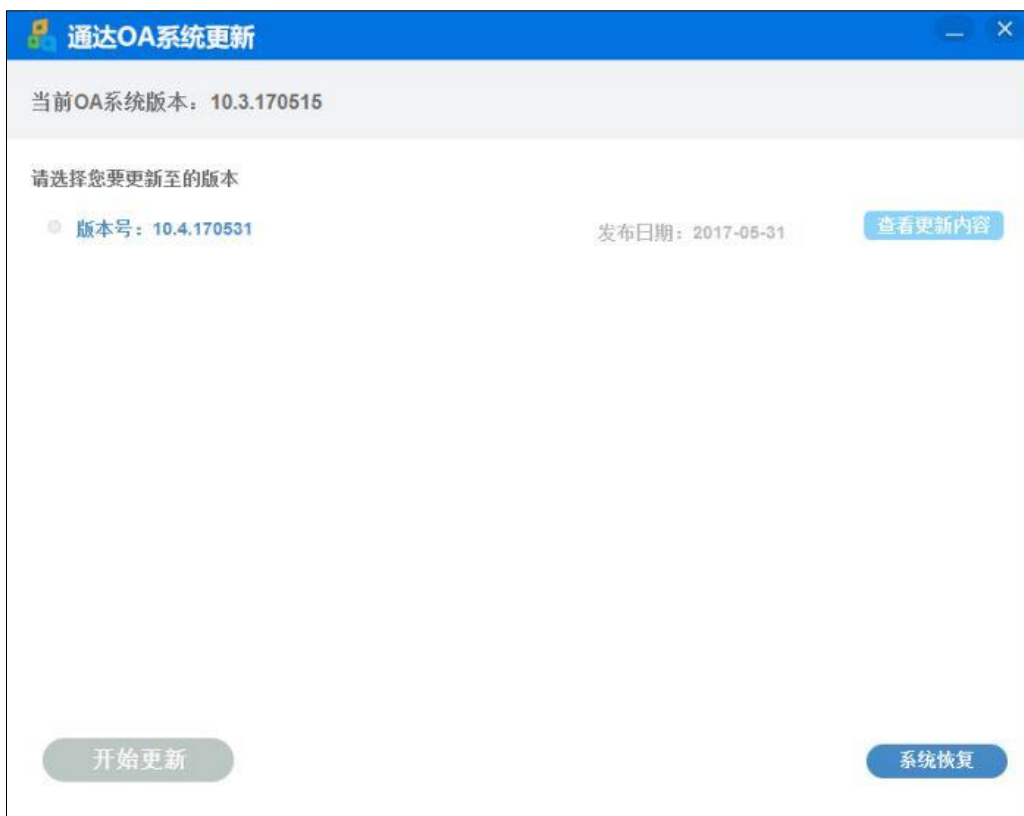 通达OA系统更新
当前OA系统版本：10.3.170515
请选择您要更新至的版本
版本号：10.4.170531 发布日期：2017-05-31 查看更新内容
开始更新 系统恢复